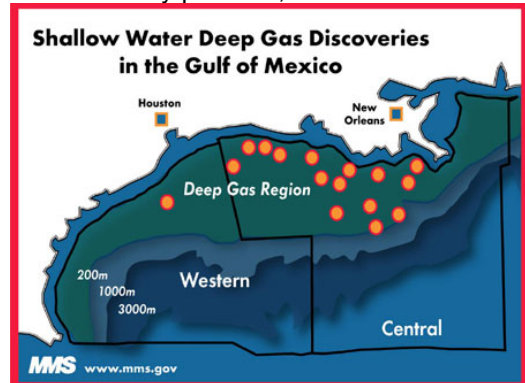 Shallow Water Deep Gas Discoveries
in the Gulf of Mexico
Houston
New
Orleans
Deep Gas Region
200m
1000m
3000m
Western
Central
MMS www.mms.gov